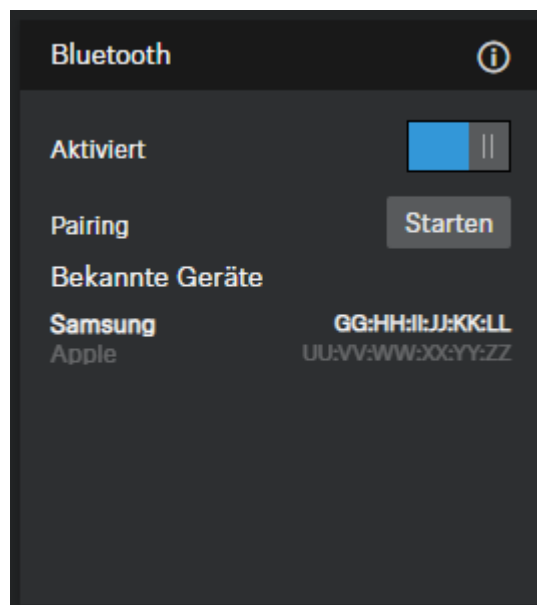 Bluetooth
Aktiviert
Pairing Starten
Bekannte Geräte
Samsung GG:HH:II:JJ:KK:LL
Apple UU:VV:WW:XX:YY:ZZ